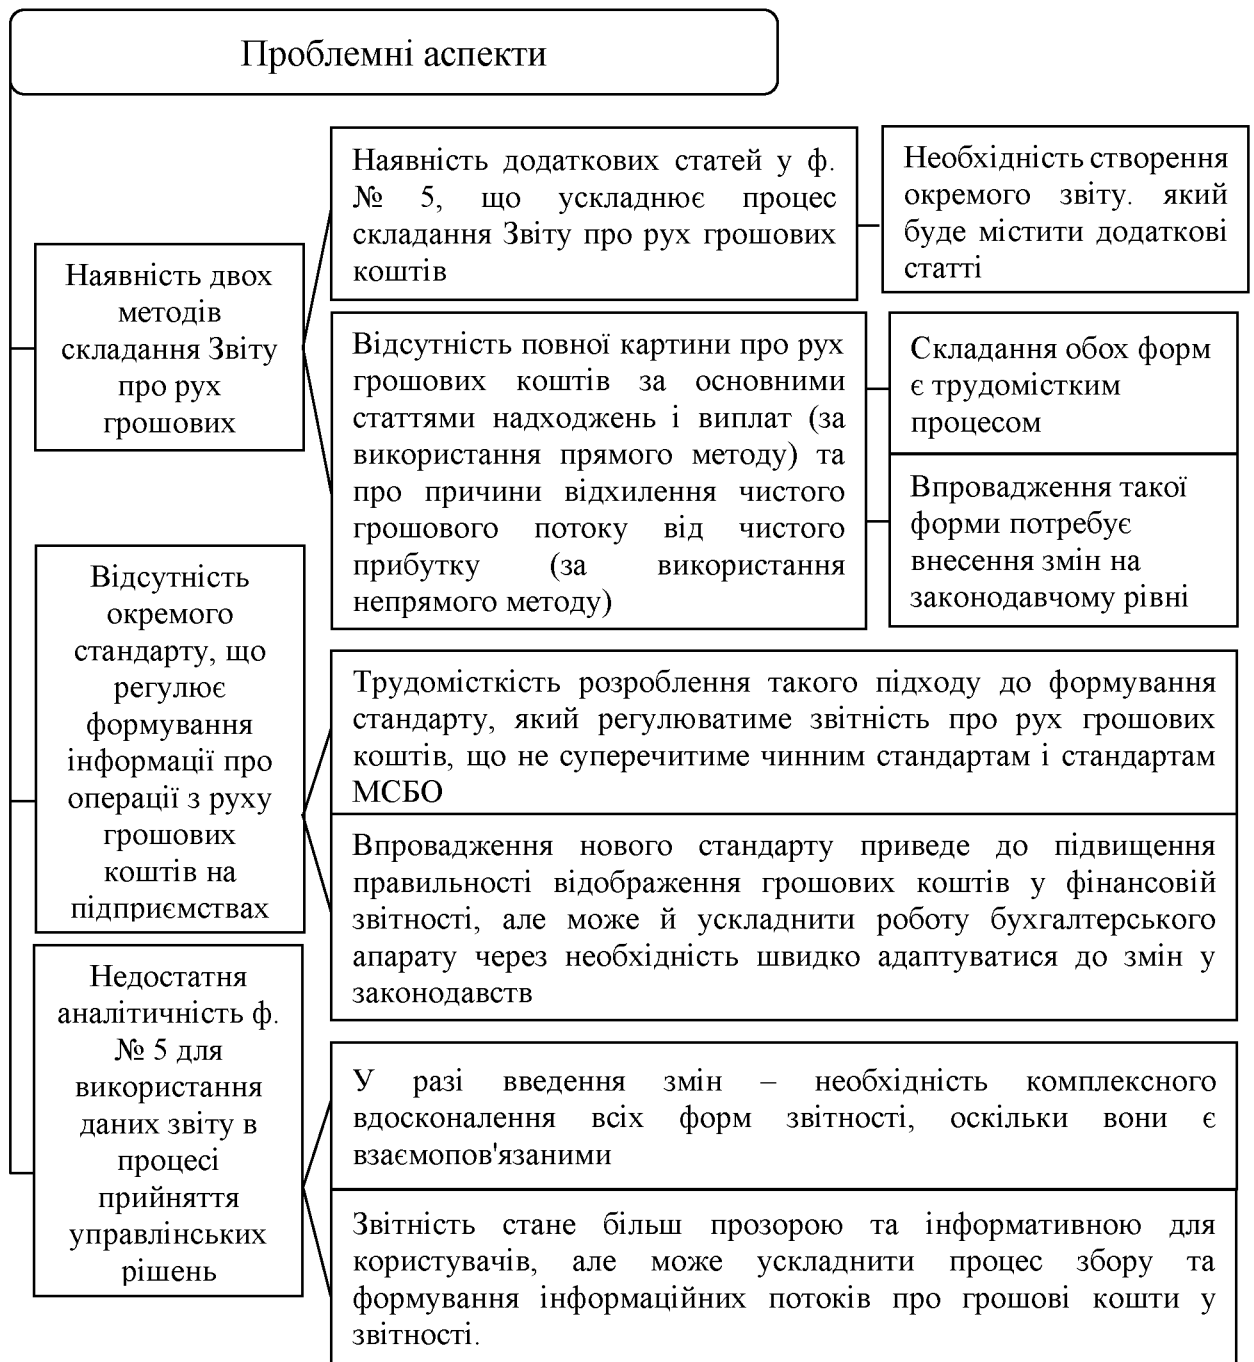 Проблемні аспекти
Наявність двох
методів
складання Звіту
про рух
грошових
Наявність додаткових статей у ф.
№ 5, що ускладнює процес
складання Звіту про рух грошових
коштів
Необхідність створення
окремого звіту. який
буде містити додаткові
статті
Відсутність повної картини про рух
грошових коштів за основними
статтями надходжень і виплат (за
використання прямого методу) та
про причини відхилення чистого
грошового потоку від чистого
прибутку (за використання
непрямого методу)
Складання обох форм
є трудомістким
процесом
Впровадження такої
форми потребує
внесення змін на
законодавчому рівні
Відсутність
окремого
стандарту, що
регулює
формування
інформації про
операції з руху
грошових
коштів на
підприємствах
Трудомісткість розроблення такого підходу до формування
стандарту, який регулюватиме звітність про рух грошових
коштів, що не суперечитиме чинним стандартам і стандартам
МСБО
Впровадження нового стандарту приведе до підвищення
правильності відображення грошових коштів у фінансовій
звітності, але може й ускладнити роботу бухгалтерського
апарату через необхідність швидко адаптуватися до змін у
законодавств
Недостатня
аналітичність ф.
№ 5 для
використання
даних звіту в
процесі
прийняття
управлінських
рішень
У разі введення змін – необхідність комплексного
вдосконалення всіх форм звітності, оскільки вони є
взаємопов'язаними
Звітність стане більш прозорою та інформативною для
користувачів, але може ускладнити процес збору та
формування інформаційних потоків про грошові кошти у
звітності.